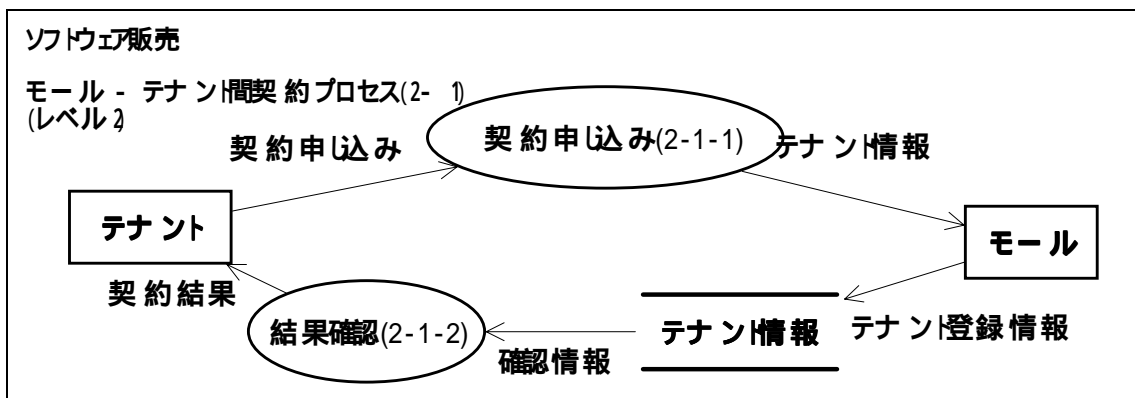 ソフトウェア販売
モール - テナント間契約プロセス(2- 1)
(レベル2)
契約申し込み
契約申し込み(2-1-1)
テナント情報
テナント
モール
契約結果
結果確認(2-1-2)
テナント情報
テナント登録情報
確認情報